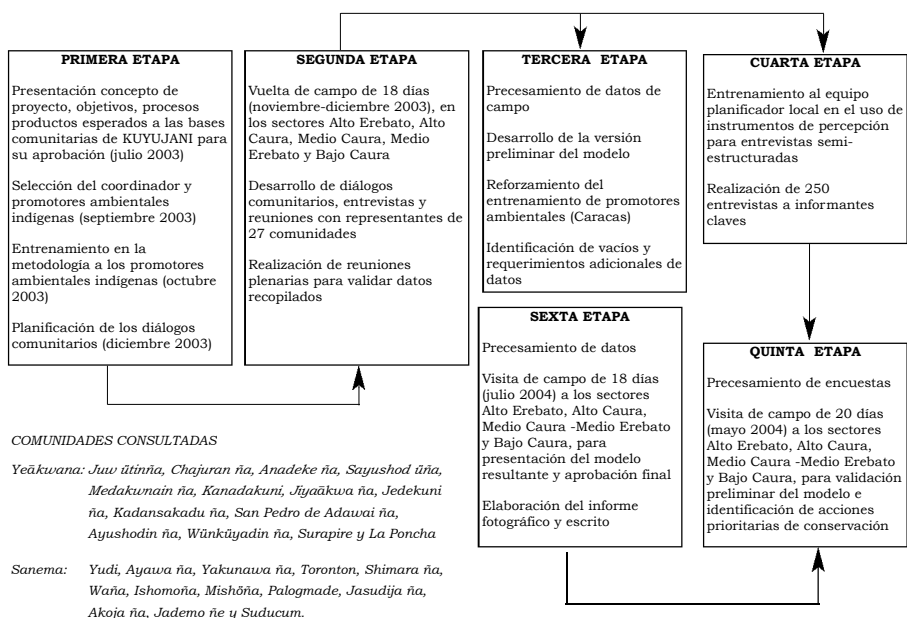 PRIMERA ETAPA
Presentación concepto de
proyecto, objetivos, procesos
productos esperados a las bases
comunitarias de KUYUJANI para
su aprobación (julio 2003)
Selección del coordinador y
promotores ambientales
indígenas (septiembre 2003)
Entrenamiento en la
metodología a los promotores
ambientales indígenas (octubre
2003)
Planificación de los diálogos
comunitarios (diciembre 2003)
SEGUNDA ETAPA
Vuelta de campo de 18 días
(noviembre-diciembre 2003), en
los sectores Alto Erebato, Alto
Caura, Medio Caura, Medio
Erebato y Bajo Caura
Desarrollo de diálogos
comunitarios, entrevistas y
reuniones con representantes de
27 comunidades
Realización de reuniones
plenarias para validar datos
recopilados
TERCERA ETAPA
Precesamiento de datos de
campo
Desarrollo de la versión
preliminar del modelo
Reforzamiento del
entrenamiento de promotores
ambientales (Caracas)
Identificación de vacíos y
requerimientos adicionales de
datos
CUARTA ETAPA
Entrenamiento al equipo
planificador local en el uso de
instrumentos de percepción
para entrevistas semi-
estructuradas
Realización de 250
entrevistas a informantes
claves
QUINTA ETAPA
Precesamiento de encuestas
Visita de campo de 20 días
(mayo 2004) a los sectores
Alto Erebato, Alto Caura,
Medio Caura -Medio Erebato
y Bajo Caura, para validación
preliminar del modelo e
identificación de acciones
prioritarias de conservación
SEXTA ETAPA
Precesamiento de datos
Visita de campo de 18 días
(julio 2004) a los sectores
Alto Erebato, Alto Caura,
Medio Caura -Medio Erebato
y Bajo Caura, para
presentación del modelo
resultante y aprobación final
Elaboración del informe
fotográfico y escrito
COMUNIDADES CONSULTADAS
Yeãkwana: Juw ütinña, Chajuran ña, Anadeke ña, Sayushod üña,
Medakwnain ña, Kanadakuni, Jïyaãkwa ña, Jedekuni
ña, Kadansakadu ña, San Pedro de Adawai ña,
Ayushodin ña, Wünküyadin ña, Surapire y La Poncha
Sanema: Yudi, Ayawa ña, Yakunawa ña, Toronton, Shimara ña,
Waña, Ishomoña, Mishöña, Palogmade, Jasudija ña,
Akoja ña, Jademo ñe y Suducum.